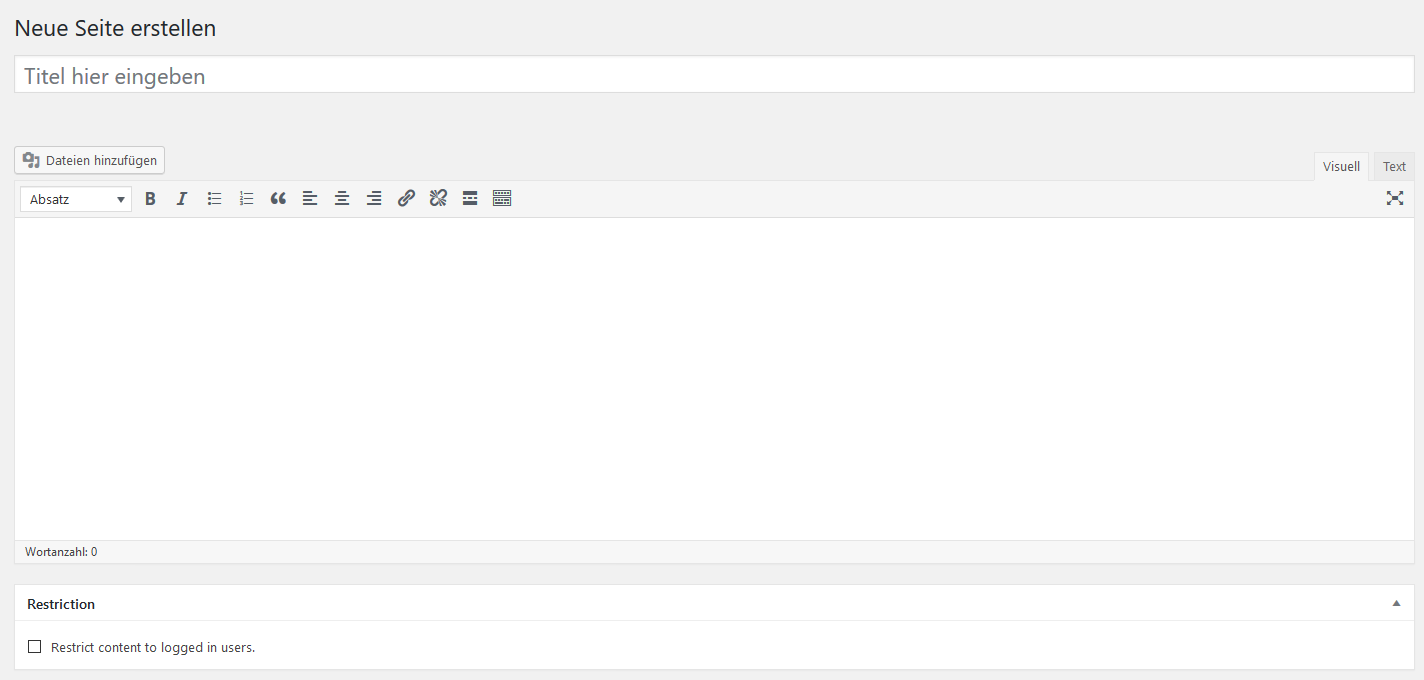 Neue Seite erstellen
Titel hier eingeben
Dateien hinzufügen
Visuell Text
Absatz
Wortanzahl: 0
Restriction
Restrict content to logged in users.